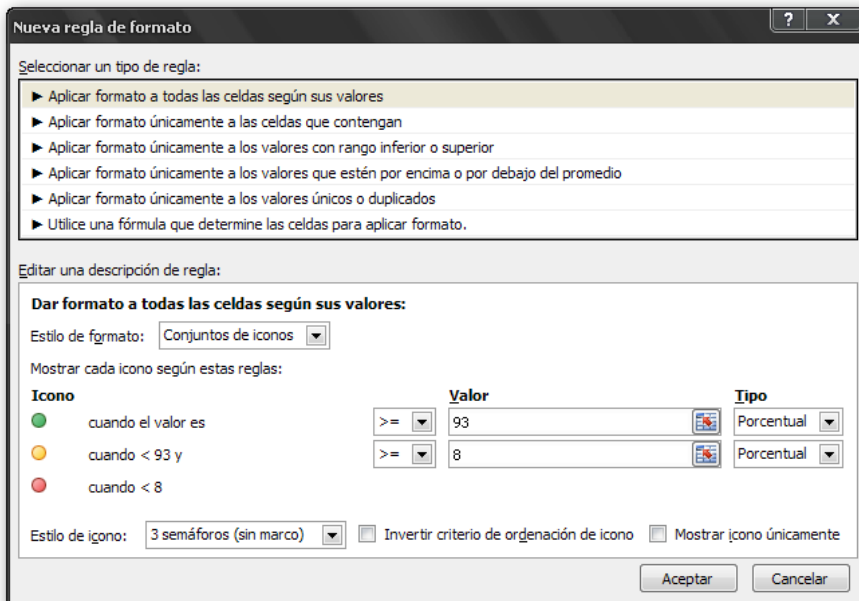 Nueva regla de formato
Seleccionar un tipo de regla:
► Aplicar formato a todas las celdas según sus valores
► Aplicar formato únicamente a las celdas que contengan
► Aplicar formato únicamente a los valores con rango inferior o superior
► Aplicar formato únicamente a los valores que estén por encima o por debajo del promedio
► Aplicar formato únicamente a los valores únicos o duplicados
► Utilice una fórmula que determine las celdas para aplicar formato.
Editar una descripción de regla:
Dar formato a todas las celdas según sus valores:
Estilo de formato: Conjuntos de iconos
Mostrar cada icono según estas reglas:
Icono Valor Tipo
cuando el valor es >= 93 Porcentual
cuando < 93 y >= 8 Porcentual
cuando < 8
Estilo de icono: 3 semáforos (sin marco) Invertir criterio de ordenación de icono Mostrar icono únicamente
Aceptar Cancelar